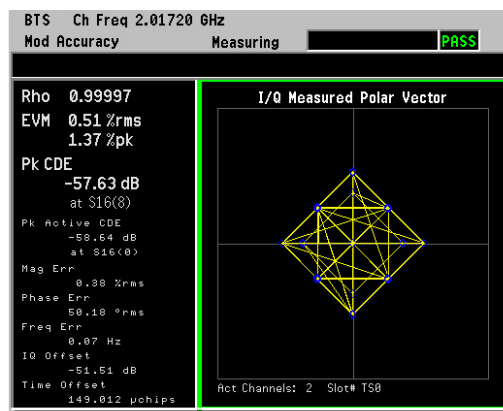 BTS Ch Freq 2.01720 GHz
Mod Accuracy Measuring PASS
Rho 0.99997
EVM 0.51 %rms
1.37 %pk
Pk CDE
-57.63 dB
at S16(8)
Pk Active CDE
-58.64 dB
at S16(0)
Mag Err
0.38 %rms
Phase Err
50.18 °rms
Freq Err
0.07 Hz
IQ Offset
-51.51 dB
Time Offset
149.012 µchips
I/Q Measured Polar Vector
Act Channels: 2 Slot# TS0